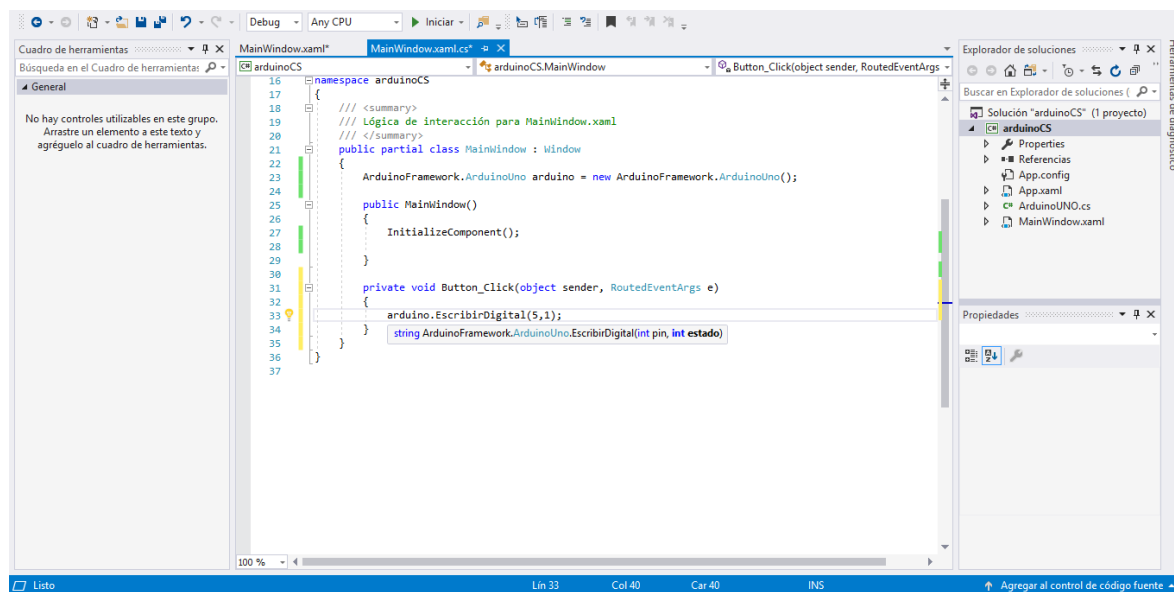 Debug Any CPU Iniciar
Cuadro de herramientas
Búsqueda en el Cuadro de herramientas
General
No hay controles utilizables en este grupo.
Arrastre un elemento a este texto y
agréguelo al cuadro de herramientas.
MainWindow.xaml* MainWindow.xaml.cs*
arduinoCS arduinoCS.MainWindow Button_Click(object sender, RoutedEventArgs
16 namespace arduinoCS
17 {
18 /// <summary>
19 /// Lógica de interacción para MainWindow.xaml
20 /// </summary>
21 public partial class MainWindow : Window
22 {
23 ArduinoFramework.ArduinoUno arduino = new ArduinoFramework.ArduinoUno();
24
25 public MainWindow()
26 {
27 InitializeComponent();
28
29 }
30
31 private void Button_Click(object sender, RoutedEventArgs e)
32 {
33 arduino.EscribirDigital(5,1);
34 }
string ArduinoFramework.ArduinoUno.EscribirDigital(int pin, int estado)
35 }
36 }
37
100 %
Explorador de soluciones
Buscar en Explorador de soluciones (
Solución "arduinoCS" (1 proyecto)
arduinoCS
Properties
Referencias
App.config
App.xaml
ArduinoUNO.cs
MainWindow.xaml
Propiedades
Herramientas de diagnóstico
Listo Lín 33 Col 40 Car 40 INS Agregar al control de código fuente